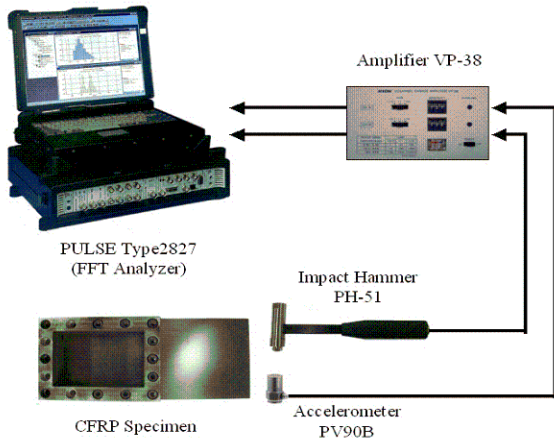 Amplifier VP-38
PULSE Type2827
(FFT Analyzer)
Impact Hammer
PH-51
CFRP Specimen
Accelerometer
PV90B